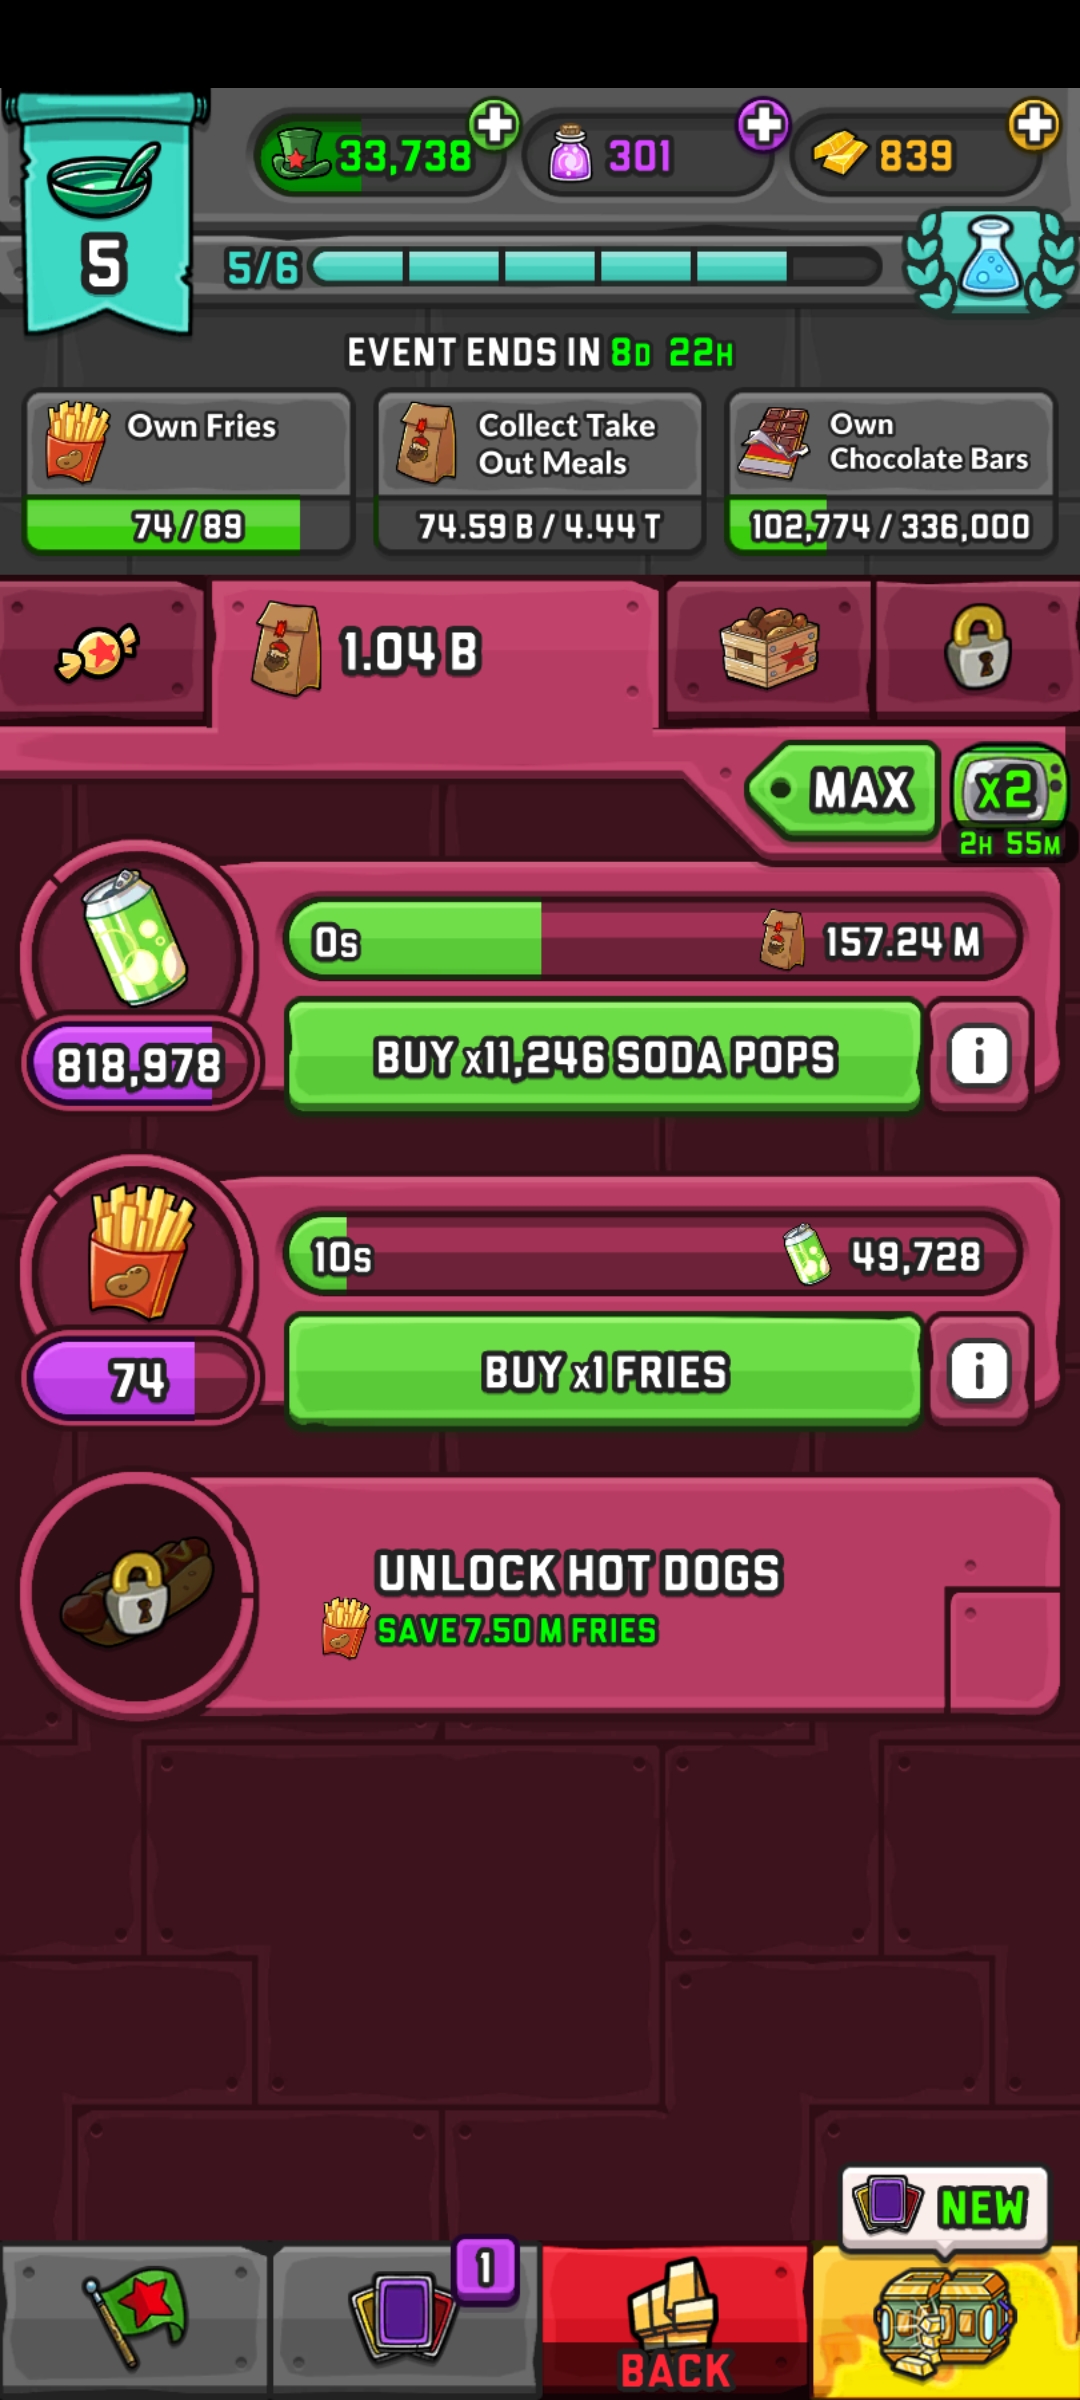 33,738
301
839
5
5/6
EVENT ENDS IN 8D 22H
Own Fries
74/89
Collect Take
Out Meals
74.59 B / 4.44 T
Own
Chocolate Bars
102,774 / 336,000
1.04 B
MAX
x2
2H 55M
0s
157.24 M
818,978
BUY x11,246 SODA POPS
i
10s
49,728
74
BUY x1 FRIES
i
UNLOCK HOT DOGS
SAVE 7.50 M FRIES
NEW
1
BACK